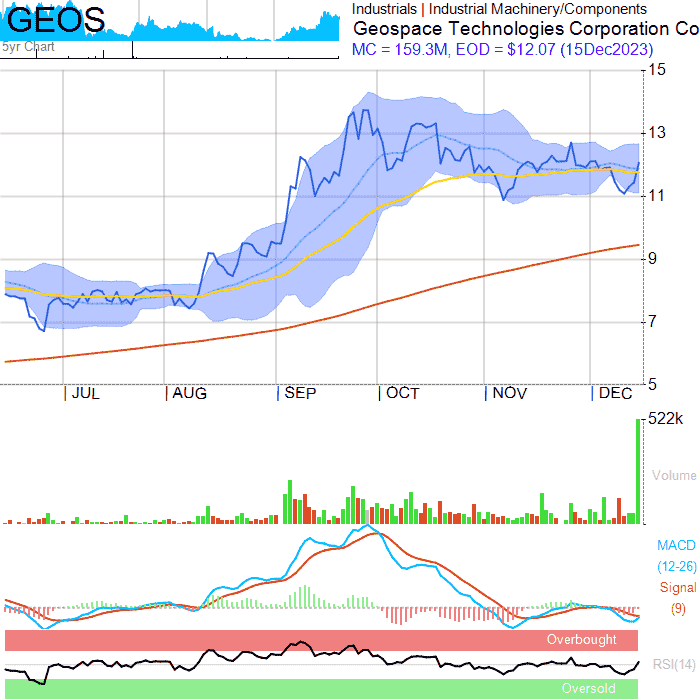 GEOS
5yr Chart
Industrials | Industrial Machinery/Components
Geospace Technologies Corporation Co
MC = 159.3M, EOD = $12.07 (15Dec2023)
15
13
11
9
7
5
JUL AUG SEP OCT NOV DEC
522k
Volume
MACD
(12-26)
Signal
(9)
Overbought
RSI(14)
Oversold